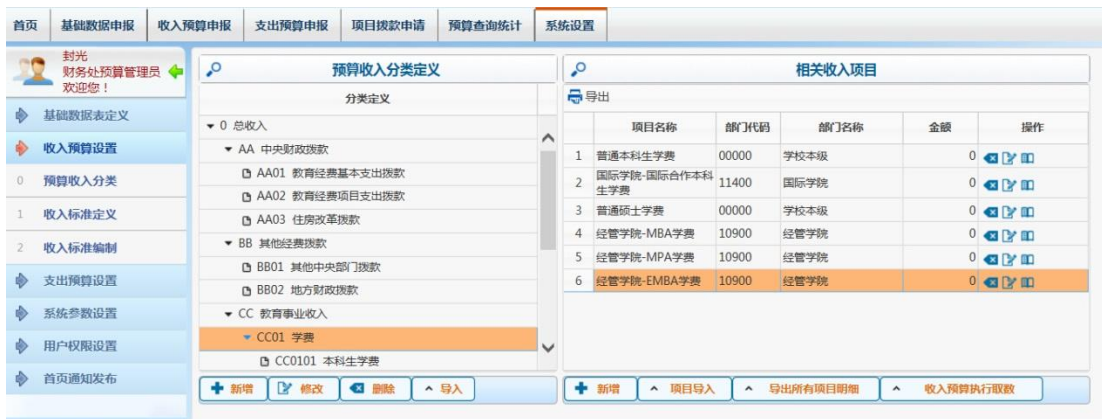 首页 基础数据申报 收入预算申报 支出预算申报 项目拨款申请 预算查询统计 系统设置
封光
财务处预算管理员
欢迎您！
基础数据表定义
收入预算设置
0 预算收入分类
1 收入标准定义
2 收入标准编制
支出预算设置
系统参数设置
用户权限设置
首页通知发布
预算收入分类定义
分类定义
0 总收入
AA 中央财政拨款
AA01 教育经费基本支出拨款
AA02 教育经费项目支出拨款
AA03 住房改革拨款
BB 其他经费拨款
BB01 其他中央部门拨款
BB02 地方财政拨款
CC 教育事业收入
CC01 学费
CC0101 本科生学费
新增 修改 删除 导入
相关收入项目
导出
项目名称 部门代码 部门名称 金额 操作
1 普通本科生学费 00000 学校本级 0
2 国际学院-国际合作本科
生学费 11400 国际学院 0
3 普通硕士学费 00000 学校本级 0
4 经管学院-MBA学费 10900 经管学院 0
5 经管学院-MPA学费 10900 经管学院 0
6 经管学院-EMBA学费 10900 经管学院 0
新增 项目导入 导出所有项目明细 收入预算执行取数